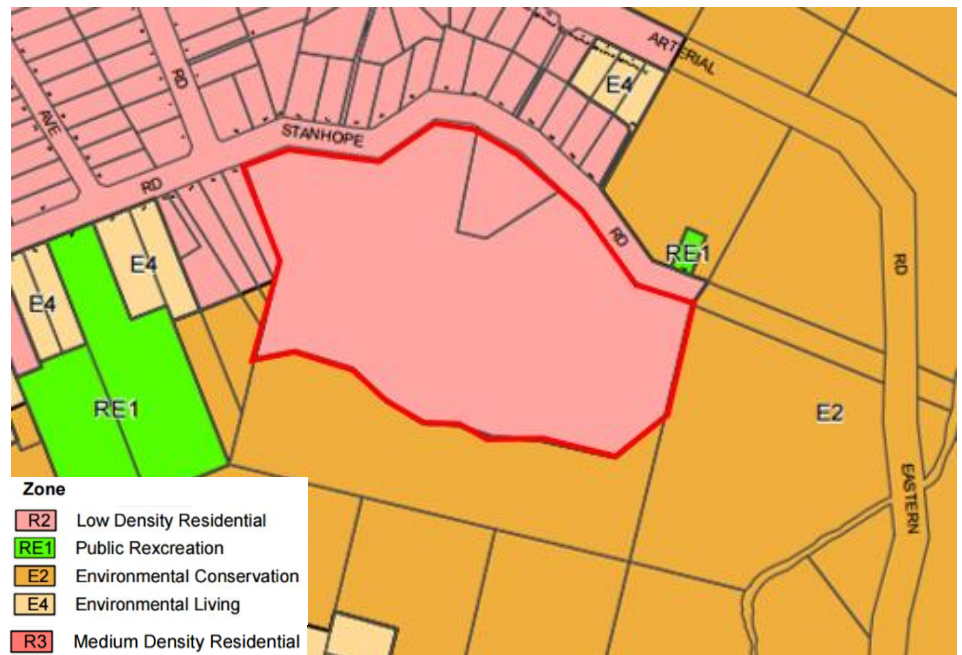 ARTERIAL
E4
RD
AVE
STANHOPE
RD
RD
RE1
RD
E4
E4
RE1
E2
EASTERN
Zone
R2 Low Density Residential
RE1 Public Rexcreation
E2 Environmental Conservation
E4 Environmental Living
R3 Medium Density Residential